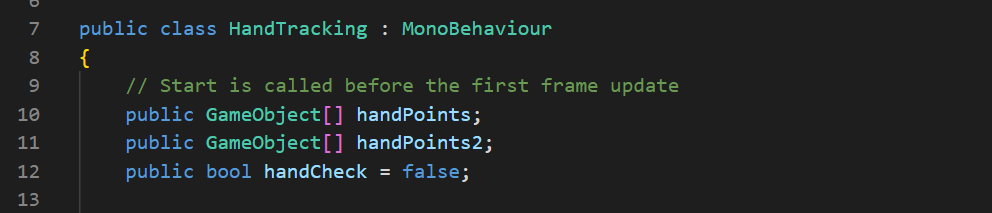 6
7 public class HandTracking : MonoBehaviour
8 {
9 // Start is called before the first frame update
10 public GameObject[] handPoints;
11 public GameObject[] handPoints2;
12 public bool handCheck = false;
13